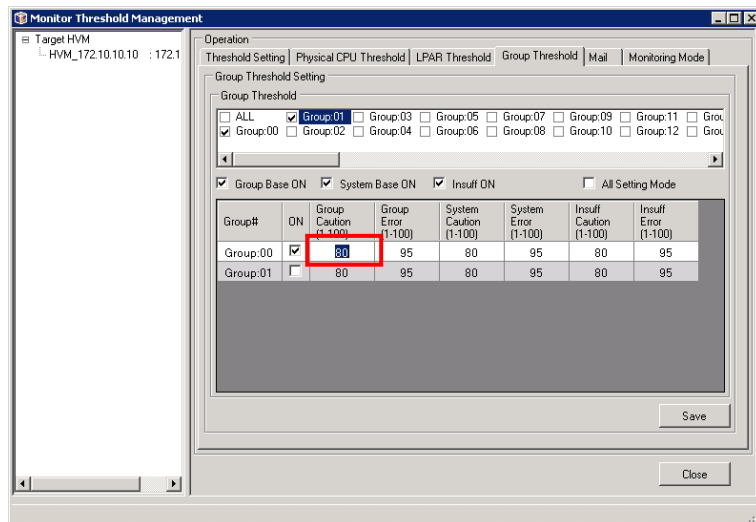 Monitor Threshold Management
Target HVM
HVM_172.10.10.10 : 172.1
Operation
Threshold Setting Physical CPU Threshold LPAR Threshold Group Threshold Mail Monitoring Mode
Group Threshold Setting
Group Threshold
ALL Group:01 Group:03 Group:05 Group:07 Group:09 Group:11 Grou
Group:00 Group:02 Group:04 Group:06 Group:08 Group:10 Group:12 Grou
Group Base ON System Base ON Insuff ON All Setting Mode
Group# ON Group Caution (1-100) Group Error (1-100) System Caution (1-100) System Error (1-100) Insuff Caution (1-100) Insuff Error (1-100)
Group:00 80 95 80 95 80 95
Group:01 80 95 80 95 80 95
Save
Close